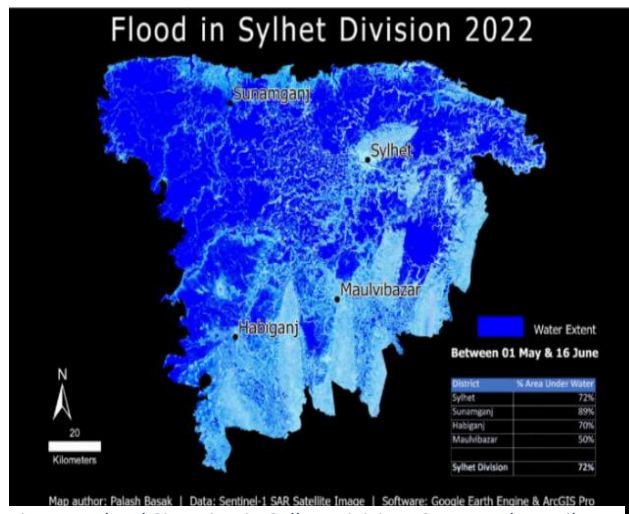 Flood in Sylhet Division 2022
Sunamganj
Sylhet
Maulvibazar
Habiganj
Water Extent
Between 01 May & 16 June
N
20
Kilometers
District % Area Under Water
Sylhet 72%
Sunamganj 89%
Habiganj 70%
Maulvibazar 50%
Sylhet Division 72%
Map author: Palash Basak | Data: Sentinel-1 SAR Satellite Image | Software: Google Earth Engine & ArcGIS Pro